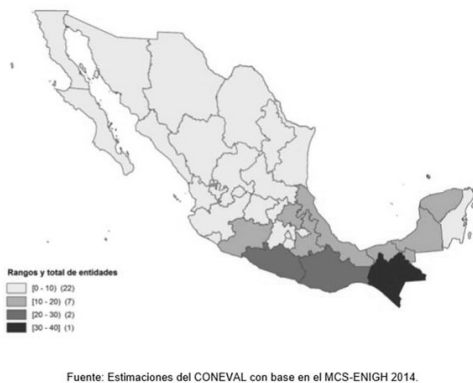 Rangos y total de entidades
[0 - 10) (22)
[10 - 20) (7)
[20 - 30) (2)
[30 - 40] (1)
Fuente: Estimaciones del CONEVAL con base en el MCS-ENIGH 2014.